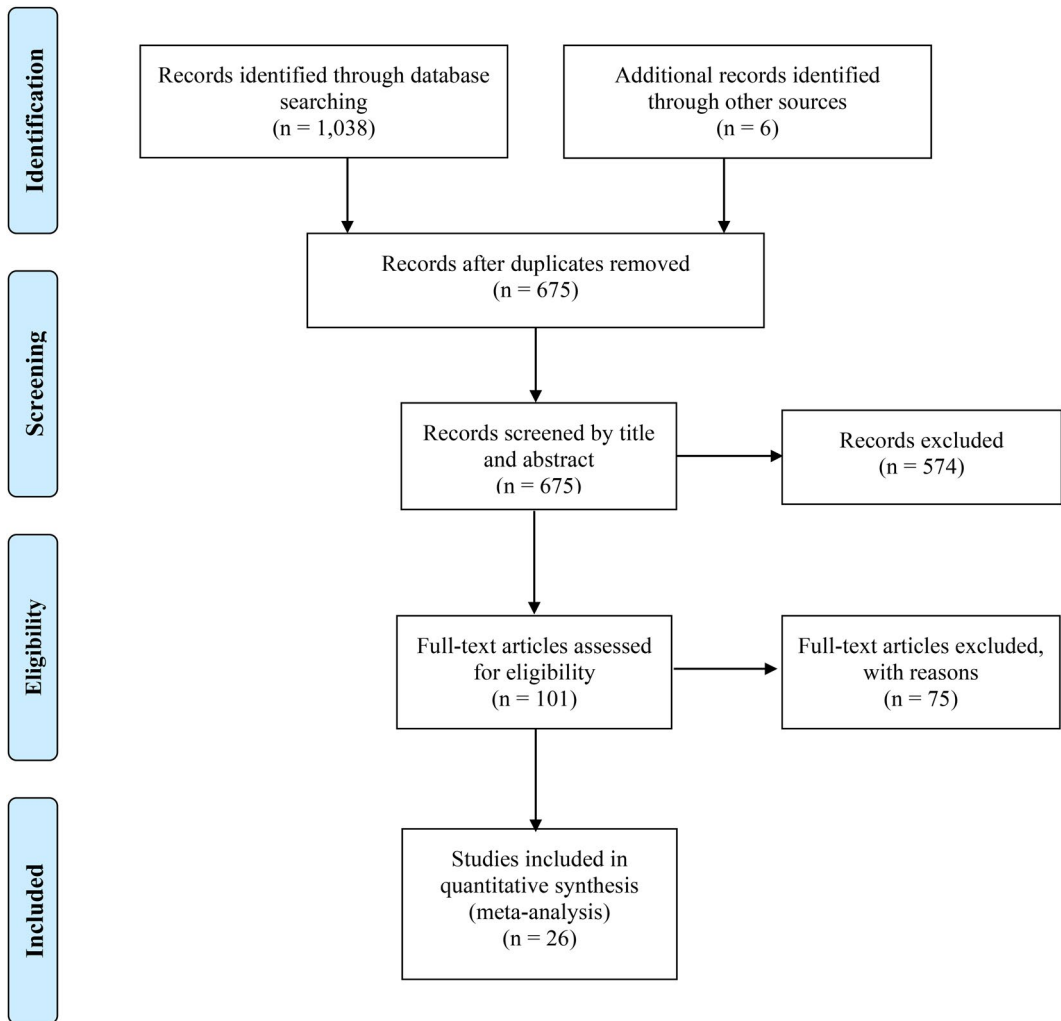 Identification
Records identified through database
searching
(n = 1,038)
Additional records identified
through other sources
(n = 6)
Records after duplicates removed
(n = 675)
Screening
Records screened by title
and abstract
(n = 675)
Records excluded
(n = 574)
Eligibility
Full-text articles assessed
for eligibility
(n = 101)
Full-text articles excluded,
with reasons
(n = 75)
Included
Studies included in
quantitative synthesis
(meta-analysis)
(n = 26)